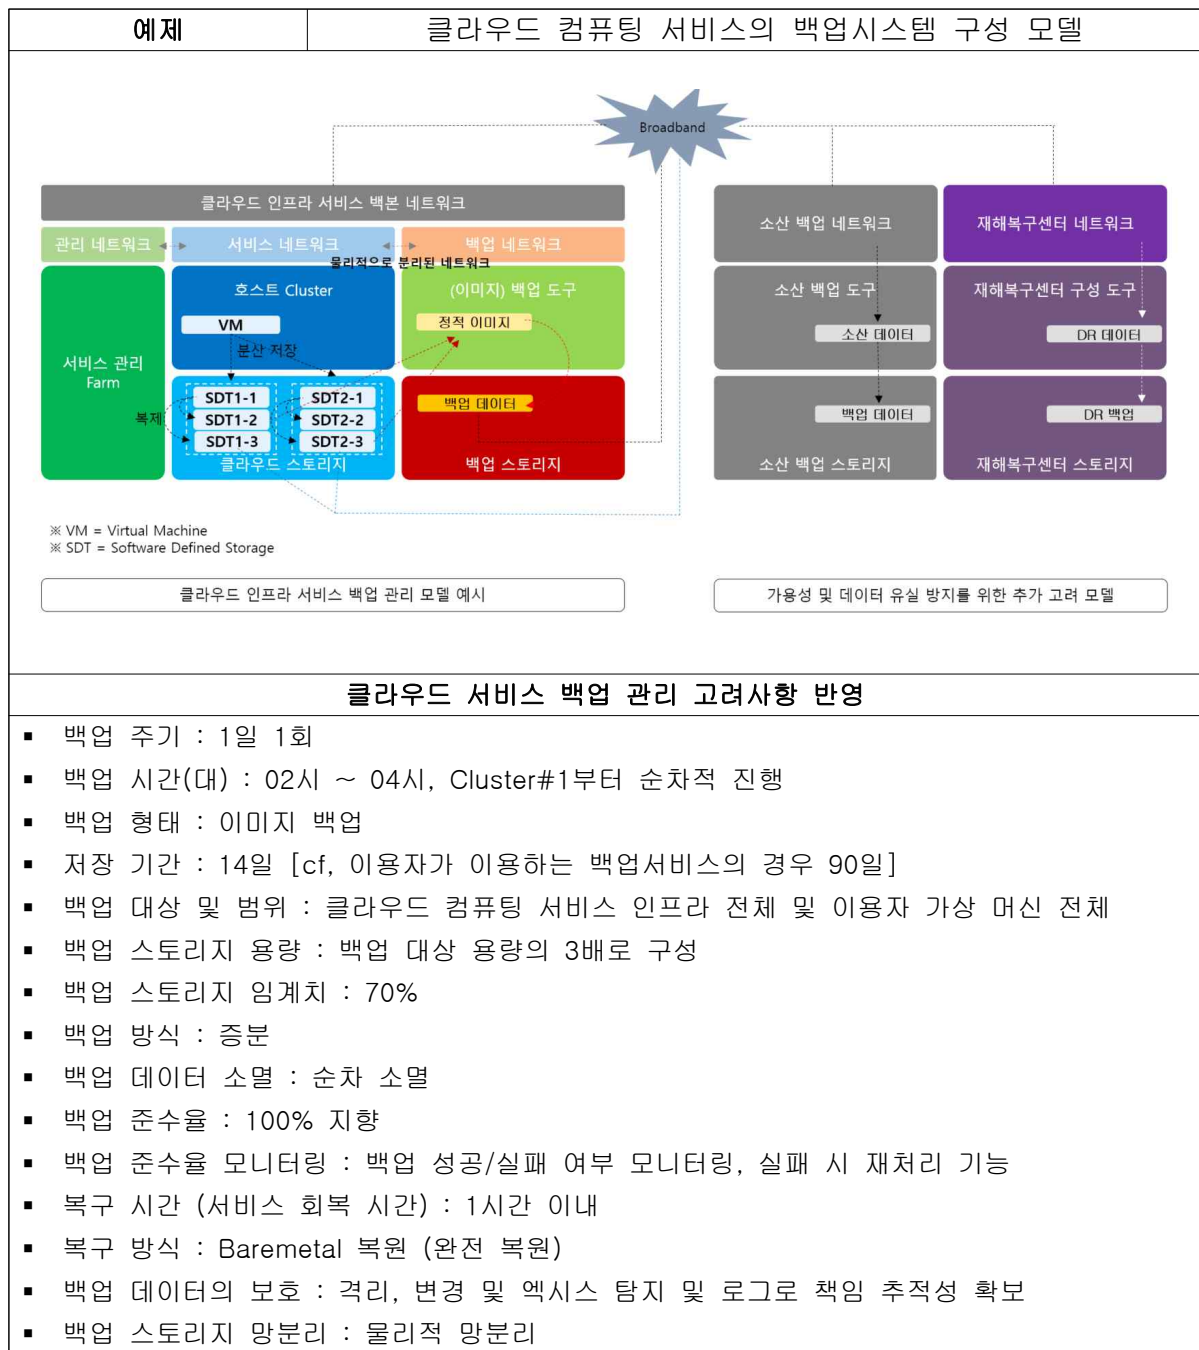 예제
클라우드 컴퓨팅 서비스의 백업시스템 구성 모델
Broadband
클라우드 인프라 서비스 백본 네트워크
관리 네트워크
서비스 네트워크
백업 네트워크
물리적으로 분리된 네트워크
호스트 Cluster
(이미지) 백업 도구
VM
정적 이미지
분산 저장
서비스 관리
Farm
SDT1-1
SDT2-1
복제
SDT1-2
SDT2-2
SDT1-3
SDT2-3
백업 데이터
클라우드 스토리지
백업 스토리지
소산 백업 네트워크
재해복구센터 네트워크
소산 백업 도구
재해복구센터 구성 도구
소산 데이터
DR 데이터
백업 데이터
DR 백업
소산 백업 스토리지
재해복구센터 스토리지
※ VM = Virtual Machine
※ SDT = Software Defined Storage
클라우드 인프라 서비스 백업 관리 모델 예시
가용성 및 데이터 유실 방지를 위한 추가 고려 모델
클라우드 서비스 백업 관리 고려사항 반영
▪ 백업 주기 : 1일 1회
▪ 백업 시간(대) : 02시 ~ 04시, Cluster#1부터 순차적 진행
▪ 백업 형태 : 이미지 백업
▪ 저장 기간 : 14일 [cf, 이용자가 이용하는 백업서비스의 경우 90일]
▪ 백업 대상 및 범위 : 클라우드 컴퓨팅 서비스 인프라 전체 및 이용자 가상 머신 전체
▪ 백업 스토리지 용량 : 백업 대상 용량의 3배로 구성
▪ 백업 스토리지 임계치 : 70%
▪ 백업 방식 : 증분
▪ 백업 데이터 소멸 : 순차 소멸
▪ 백업 준수율 : 100% 지향
▪ 백업 준수율 모니터링 : 백업 성공/실패 여부 모니터링, 실패 시 재처리 기능
▪ 복구 시간 (서비스 회복 시간) : 1시간 이내
▪ 복구 방식 : Baremetal 복원 (완전 복원)
▪ 백업 데이터의 보호 : 격리, 변경 및 엑시스 탐지 및 로그로 책임 추적성 확보
▪ 백업 스토리지 망분리 : 물리적 망분리